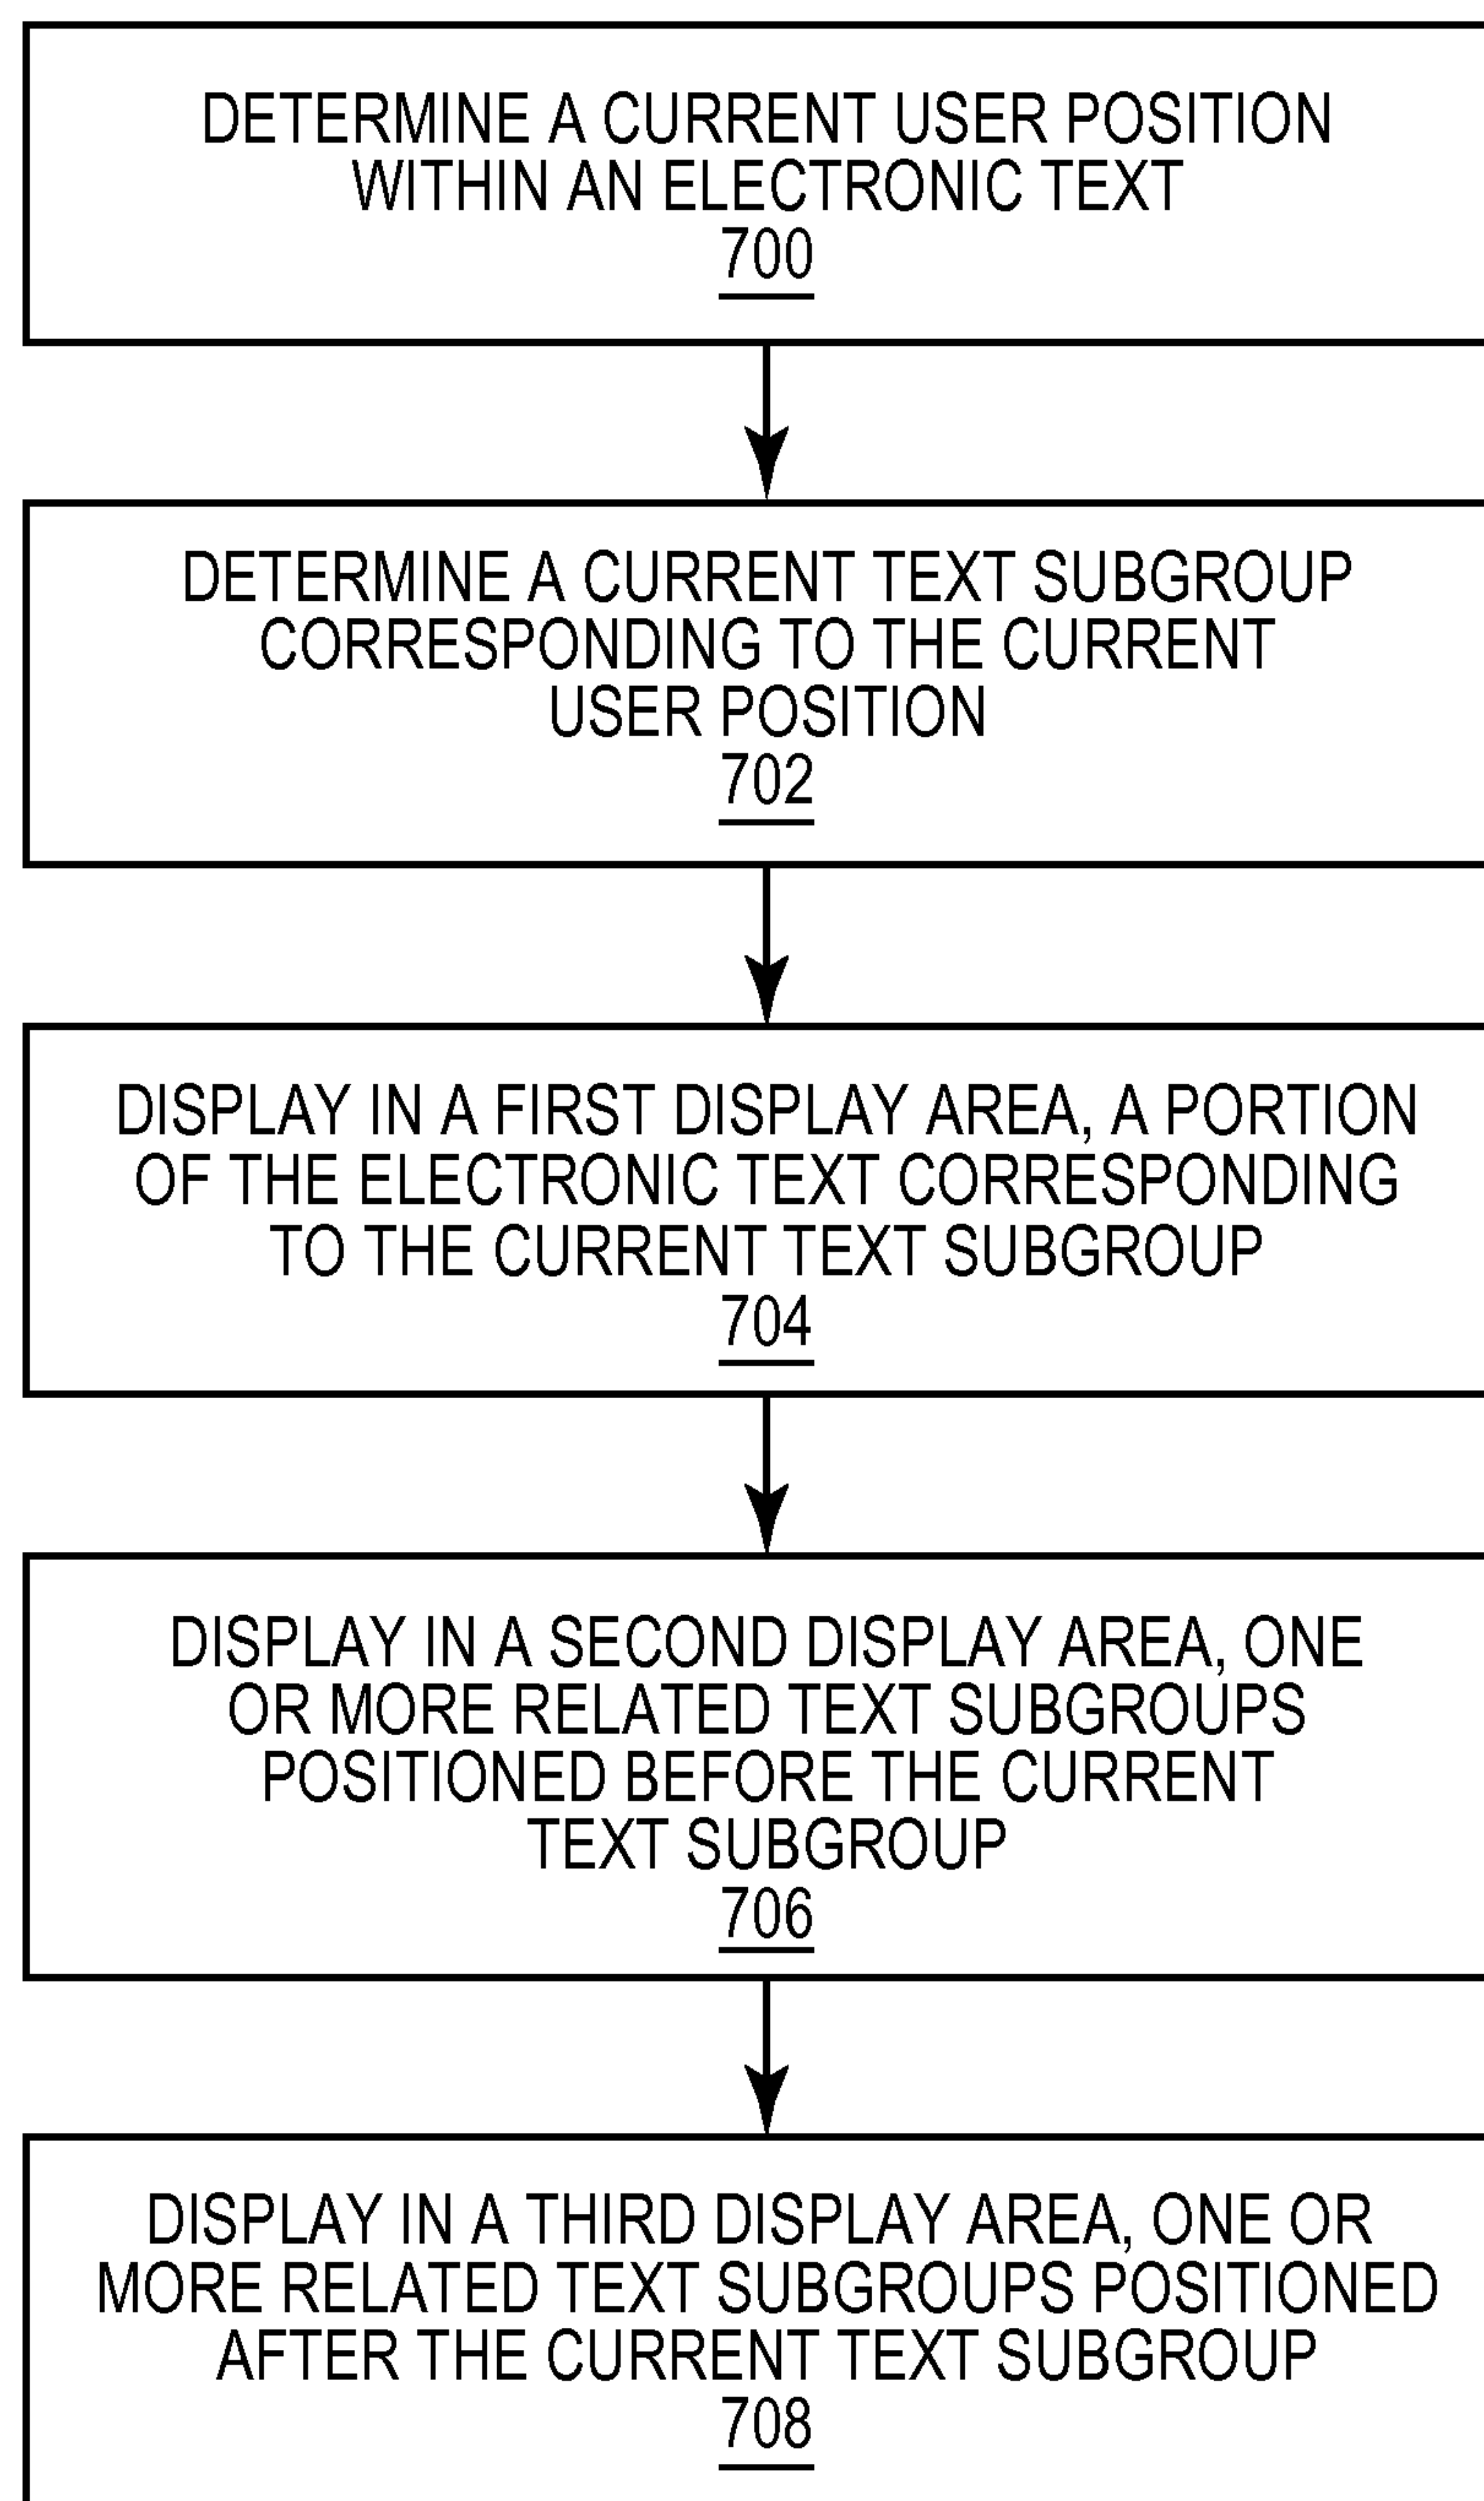 DETERMINE A CURRENT USER POSITION
WITHIN AN ELECTRONIC TEXT
700
DETERMINE A CURRENT TEXT SUBGROUP
CORRESPONDING TO THE CURRENT
USER POSITION
702
DISPLAY IN A FIRST DISPLAY AREA, A PORTION
OF THE ELECTRONIC TEXT CORRESPONDING
TO THE CURRENT TEXT SUBGROUP
704
DISPLAY IN A SECOND DISPLAY AREA, ONE
OR MORE RELATED TEXT SUBGROUPS
POSITIONED BEFORE THE CURRENT
TEXT SUBGROUP
706
DISPLAY IN A THIRD DISPLAY AREA, ONE OR
MORE RELATED TEXT SUBGROUPS POSITIONED
AFTER THE CURRENT TEXT SUBGROUP
708